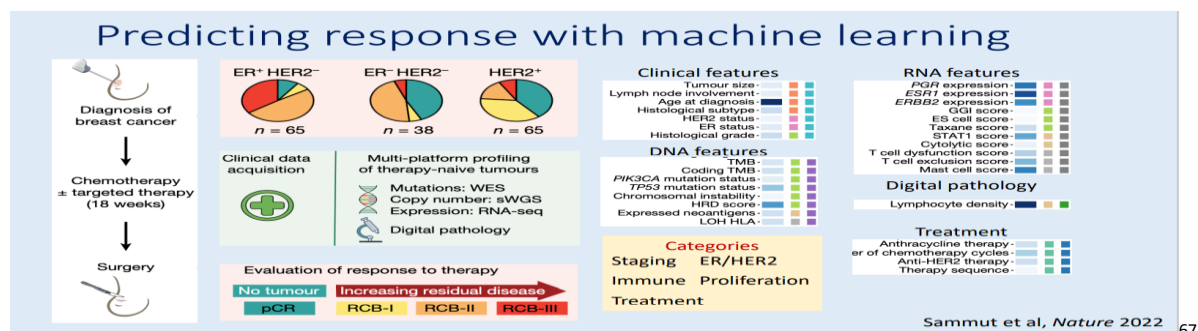 Predicting response with machine learning
Diagnosis of
breast cancer
Chemotherapy
± targeted therapy
(18 weeks)
Surgery
ER+ HER2−
ER− HER2−
HER2+
n = 65
n = 38
n = 65
Clinical data
acquisition
Multi-platform profiling
of therapy-naive tumours
Mutations: WES
Copy number: sWGS
Expression: RNA-seq
Digital pathology
Evaluation of response to therapy
No tumour
Increasing residual disease
pCR
RCB-I
RCB-II
RCB-III
Clinical features
Tumour size
Lymph node involvement
Age at diagnosis
Histological subtype
HER2 status
ER status
Histological grade
DNA features
TMB
Coding TMB
PIK3CA mutation status
TP53 mutation status
Chromosomal instability
HRD score
Expressed neoantigens
LOH HLA
Categories
Staging ER/HER2
Immune Proliferation
Treatment
RNA features
PGR expression
ESR1 expression
ERBB2 expression
GGI score
ES cell score
Taxane score
STAT1 score
Cytolytic score
T cell dysfunction score
T cell exclusion score
Mast cell score
Digital pathology
Lymphocyte density
Treatment
Anthracycline therapy
er of chemotherapy cycles
Anti-HER2 therapy
Therapy sequence
Sammut et al, Nature 2022
67